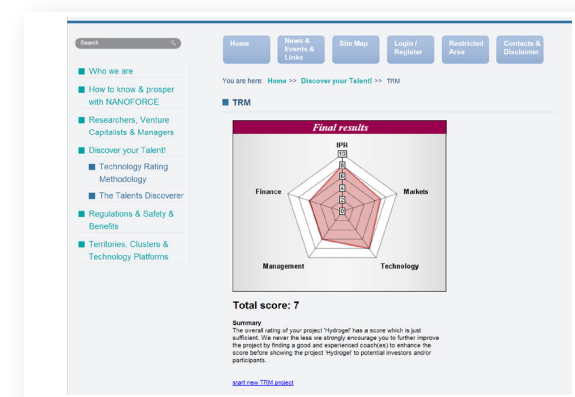 Search
Home
News &
Events &
Links
Site Map
Login /
Register
Restricted
Area
Contacts &
Disclaimer
Who we are
How to know & prosper
with NANOFORCE
Researchers, Venture
Capitalists & Managers
Discover your Talent!
Technology Rating
Methodology
The Talents Discoverer
Regulations & Safety &
Benefits
Territories, Clusters &
Technology Platforms
You are here: Home >> Discover your Talent! >> TRM
TRM
Final results
IPR
10
8
6
4
2
0
Finance
Markets
Management
Technology
Total score: 7
Summary
The overall rating of your project 'Hydrogel' has a score which is just
sufficient. We never the less we strongly encourage you to further improve
the project by finding a good and experienced coach(es) to enhance the
score before showing the project 'Hydrogel' to potential investors and/or
participants.
start new TRM project